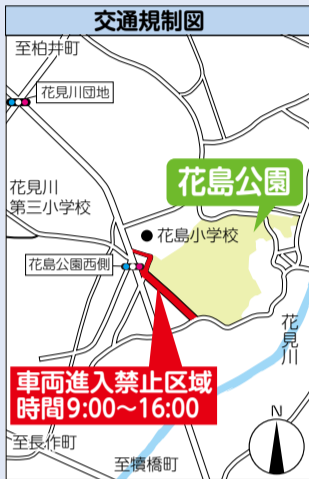 交通規制図
至柏井町
花見川団地
花島公園
花見川
第三小学校
花島小学校
花島公園西側
花見川
車両進入禁止区域
時間9:00〜16:00
N
至長作町
至犢橋町